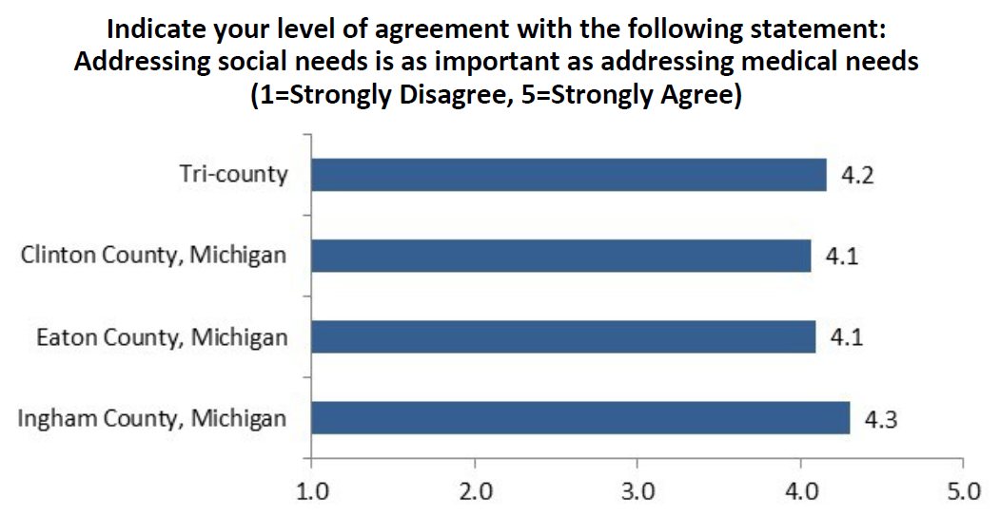 Indicate your level of agreement with the following statement:
Addressing social needs is as important as addressing medical needs
(1=Strongly Disagree, 5=Strongly Agree)
Tri-county 4.2
Clinton County, Michigan 4.1
Eaton County, Michigan 4.1
Ingham County, Michigan 4.3
1.0 2.0 3.0 4.0 5.0